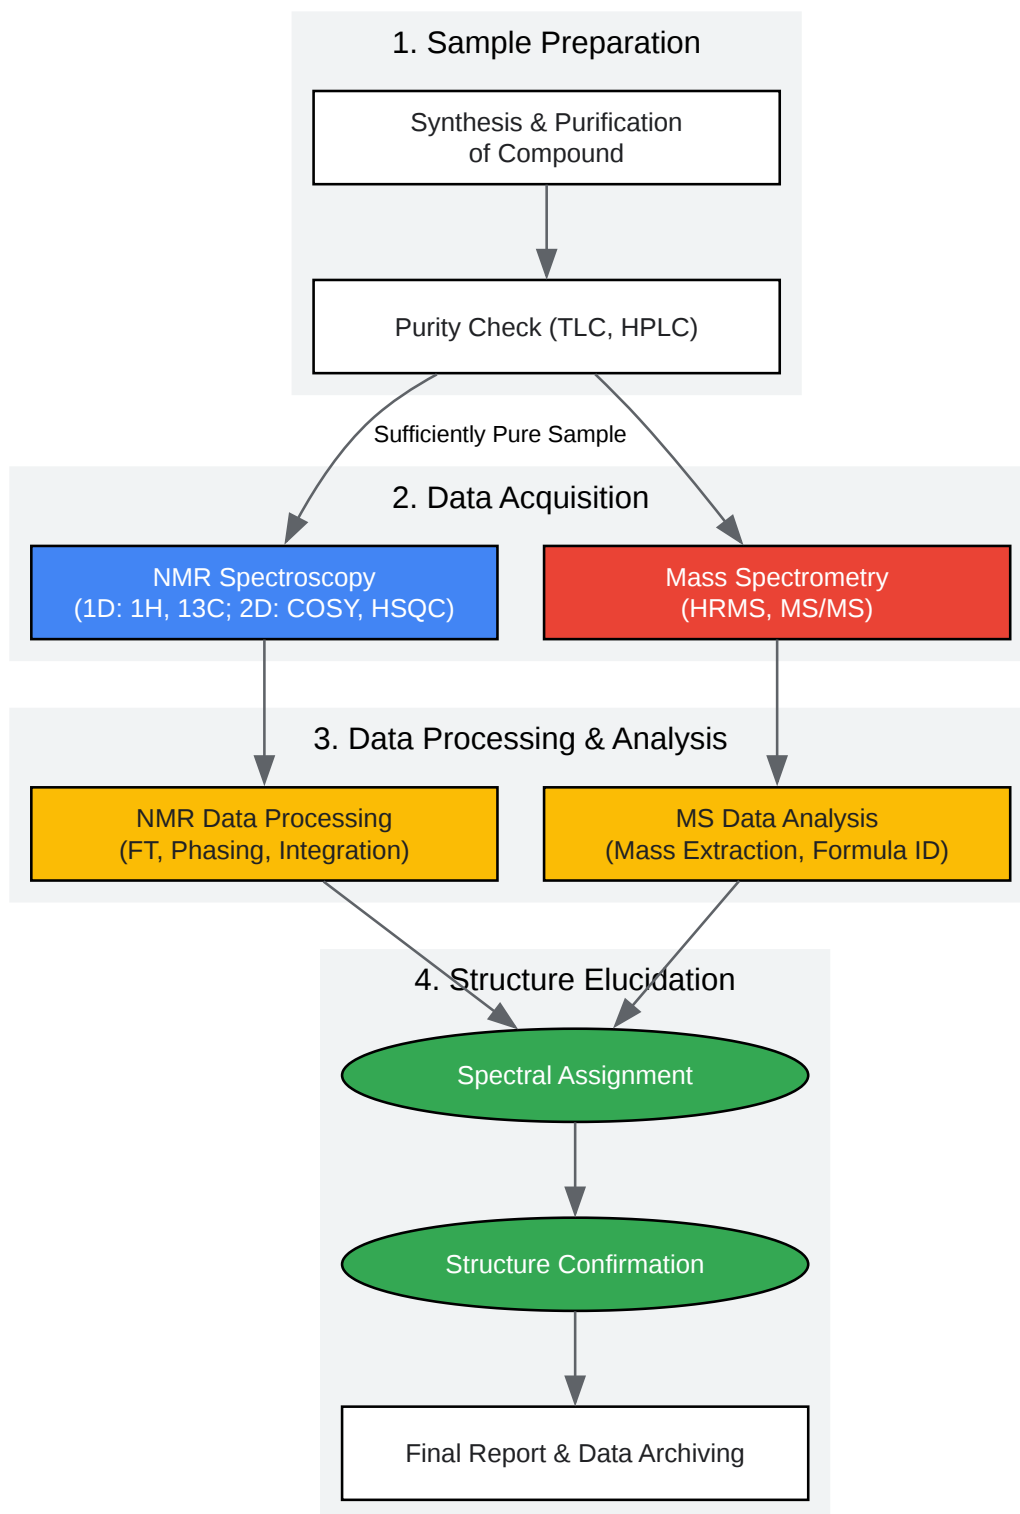 1. Sample Preparation
Synthesis & Purification
of Compound
Purity Check (TLC, HPLC)
Sufficiently Pure Sample
2. Data Acquisition
NMR Spectroscopy
(1D: 1H, 13C; 2D: COSY, HSQC)
Mass Spectrometry
(HRMS, MS/MS)
3. Data Processing & Analysis
NMR Data Processing
(FT, Phasing, Integration)
MS Data Analysis
(Mass Extraction, Formula ID)
4. Structure Elucidation
Spectral Assignment
Structure Confirmation
Final Report & Data Archiving